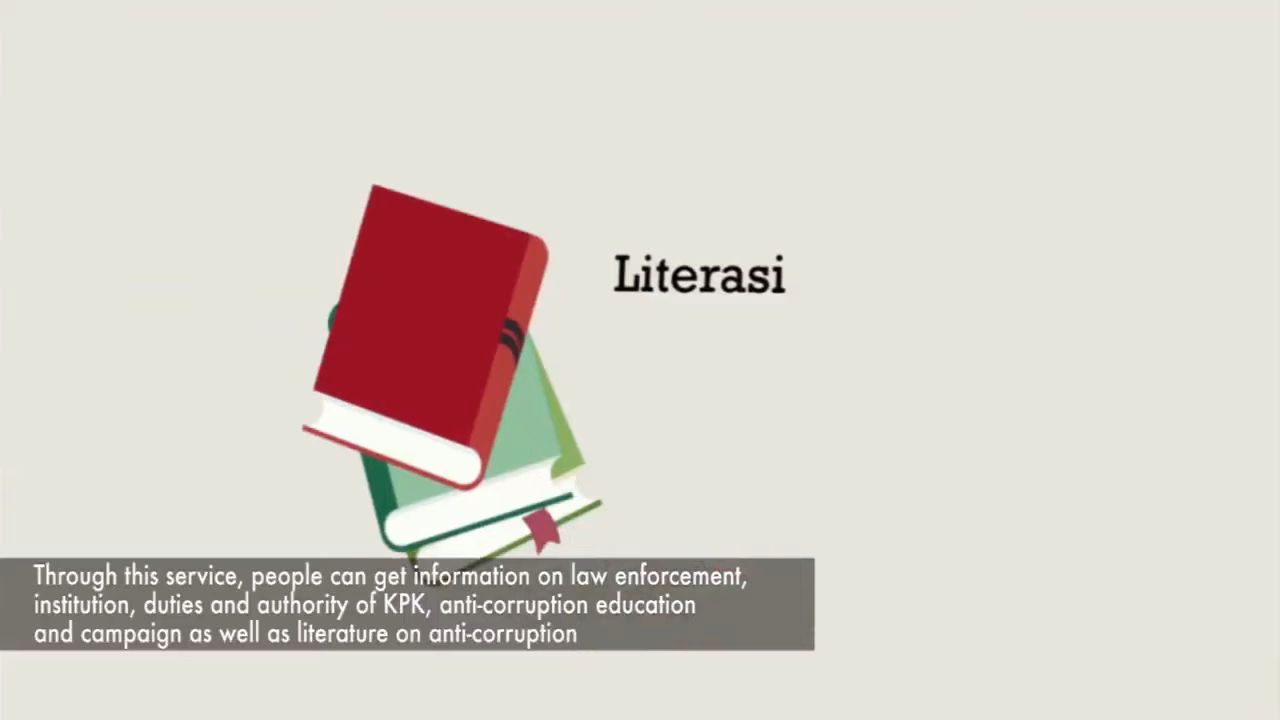 Literasi
Through this service, people can get information on law enforcement,
institution, duties and authority of KPK, anti-corruption education
and campaign as well as literature on anti-corruption